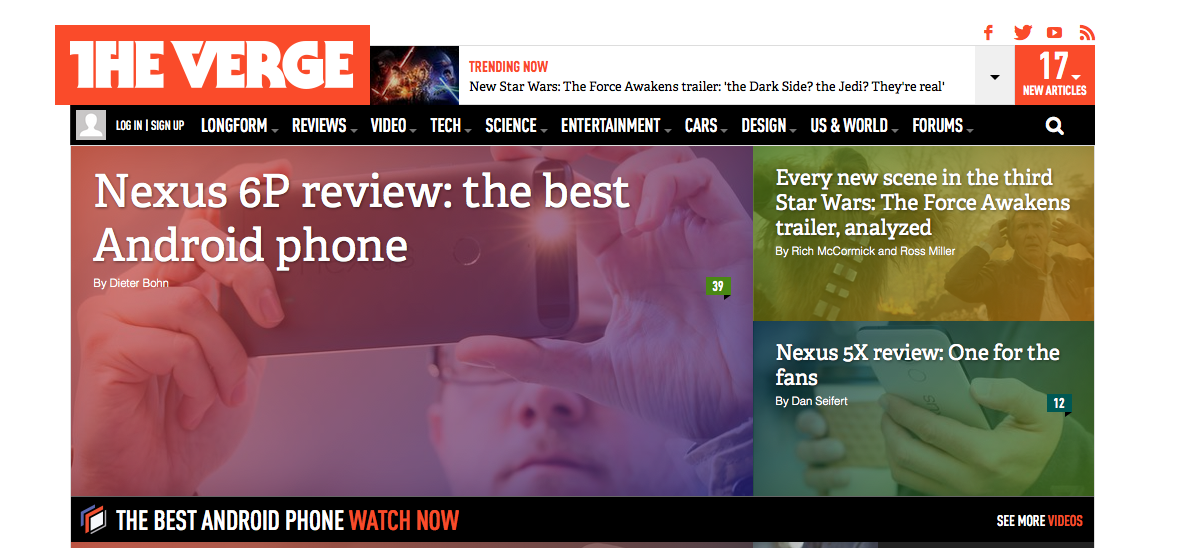 THE VERGE
TRENDING NOW
New Star Wars: The Force Awakens trailer: 'the Dark Side? the Jedi? They're real'
17
NEW ARTICLES
LOG IN | SIGN UP LONGFORM REVIEWS VIDEO TECH SCIENCE ENTERTAINMENT CARS DESIGN US & WORLD FORUMS
Nexus 6P review: the best
Android phone
By Dieter Bohn
39
Every new scene in the third
Star Wars: The Force Awakens
trailer, analyzed
By Rich McCormick and Ross Miller
Nexus 5X review: One for the
fans
By Dan Seifert
12
THE BEST ANDROID PHONE WATCH NOW
SEE MORE VIDEOS